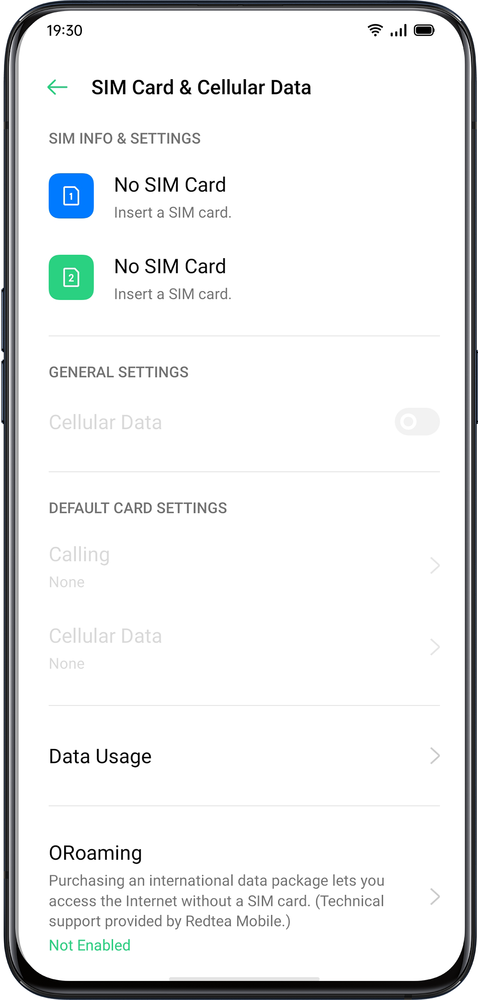 19:30
SIM Card & Cellular Data
SIM INFO & SETTINGS
1
No SIM Card
Insert a SIM card.
2
No SIM Card
Insert a SIM card.
GENERAL SETTINGS
Cellular Data
DEFAULT CARD SETTINGS
Calling
None
Cellular Data
None
Data Usage
ORoaming
Purchasing an international data package lets you
access the Internet without a SIM card. (Technical
support provided by Redtea Mobile.)
Not Enabled